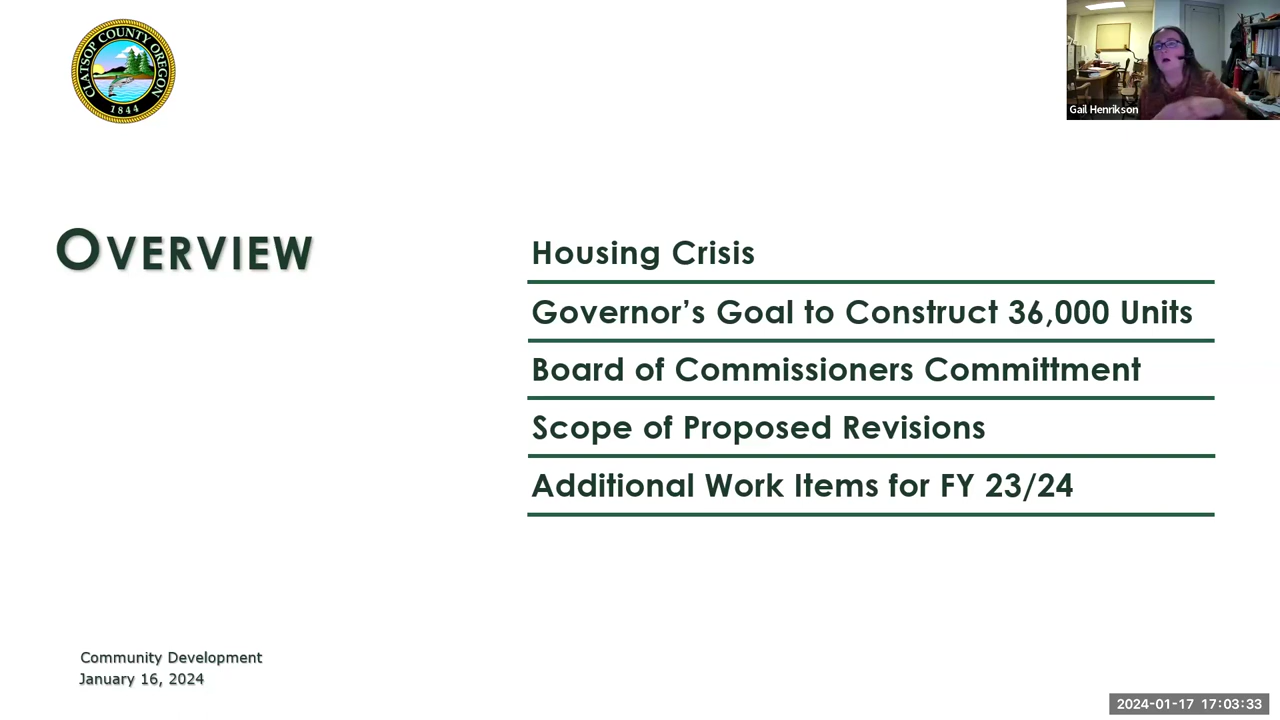 CLATSOP COUNTY OREGON
1844
Gail Henrikson
OVERVIEW
Housing Crisis
Governor’s Goal to Construct 36,000 Units
Board of Commissioners Committment
Scope of Proposed Revisions
Additional Work Items for FY 23/24
Community Development
January 16, 2024
2024-01-17 17:03:33